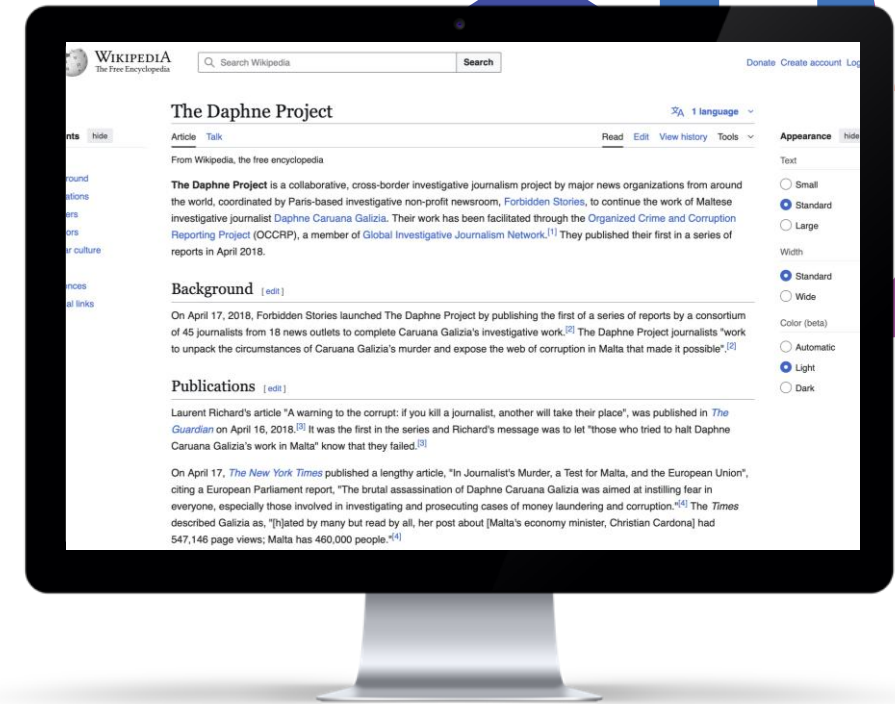 WIKIPEDIA
The Free Encyclopedia
Search Wikipedia
Search
Donate Create account Log
The Daphne Project
1 language
nts hide
Article Talk
Read Edit View history Tools
Appearance hide
From Wikipedia, the free encyclopedia
Text
The Daphne Project is a collaborative, cross-border investigative journalism project by major news organizations from around
the world, coordinated by Paris-based investigative non-profit newsroom, Forbidden Stories, to continue the work of Maltese
investigative journalist Daphne Caruana Galizia. Their work has been facilitated through the Organized Crime and Corruption
Reporting Project (OCCRP), a member of Global Investigative Journalism Network.[1] They published their first in a series of
reports in April 2018.
round
ations
ers
ors
ar culture
nces
al links
Small
Standard
Large
Width
Standard
Wide
Color (beta)
Automatic
Light
Dark
Background [edit]
On April 17, 2018, Forbidden Stories launched The Daphne Project by publishing the first of a series of reports by a consortium
of 45 journalists from 18 news outlets to complete Caruana Galizia's investigative work.[2] The Daphne Project journalists "work
to unpack the circumstances of Caruana Galizia's murder and expose the web of corruption in Malta that made it possible".[2]
Publications [edit]
Laurent Richard's article "A warning to the corrupt: if you kill a journalist, another will take their place", was published in The
Guardian on April 16, 2018.[3] It was the first in the series and Richard's message was to let "those who tried to halt Daphne
Caruana Galizia's work in Malta" know that they failed.[3]
On April 17, The New York Times published a lengthy article, "In Journalist's Murder, a Test for Malta, and the European Union",
citing a European Parliament report, "The brutal assassination of Daphne Caruana Galizia was aimed at instilling fear in
everyone, especially those involved in investigating and prosecuting cases of money laundering and corruption."[4] The Times
described Galizia as, "[h]ated by many but read by all, her post about [Malta's economy minister, Christian Cardona] had
547,146 page views; Malta has 460,000 people."[4]